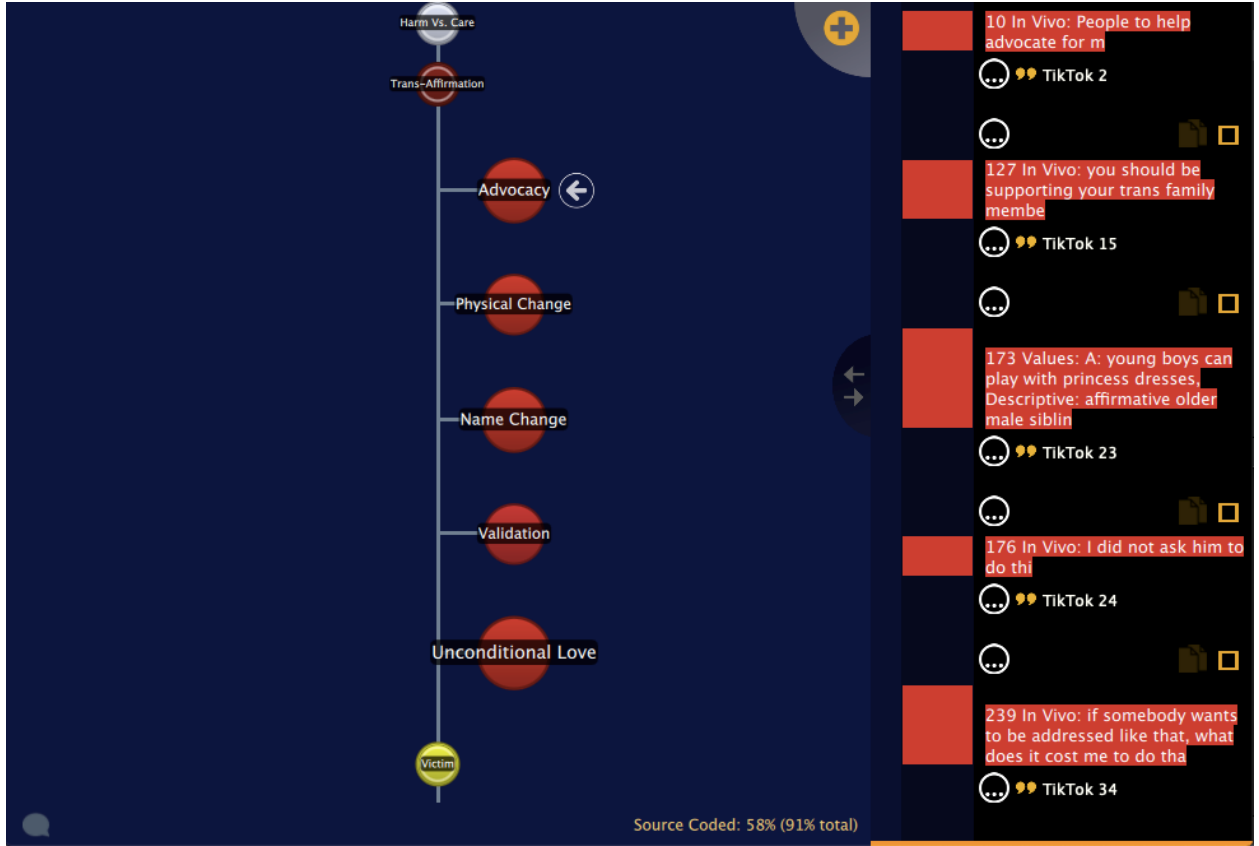 Harm Vs. Care
Trans-Affirmation
Advocacy
Physical Change
Name Change
Validation
Unconditional Love
Victim
Source Coded: 58% (91% total)
10 In Vivo: People to help
advocate for m
TikTok 2
127 In Vivo: you should be
supporting your trans family
membe
TikTok 15
173 Values: A: young boys can
play with princess dresses,
Descriptive: affirmative older
male siblin
TikTok 23
176 In Vivo: I did not ask him to
do thi
TikTok 24
239 In Vivo: if somebody wants
to be addressed like that, what
does it cost me to do tha
TikTok 34